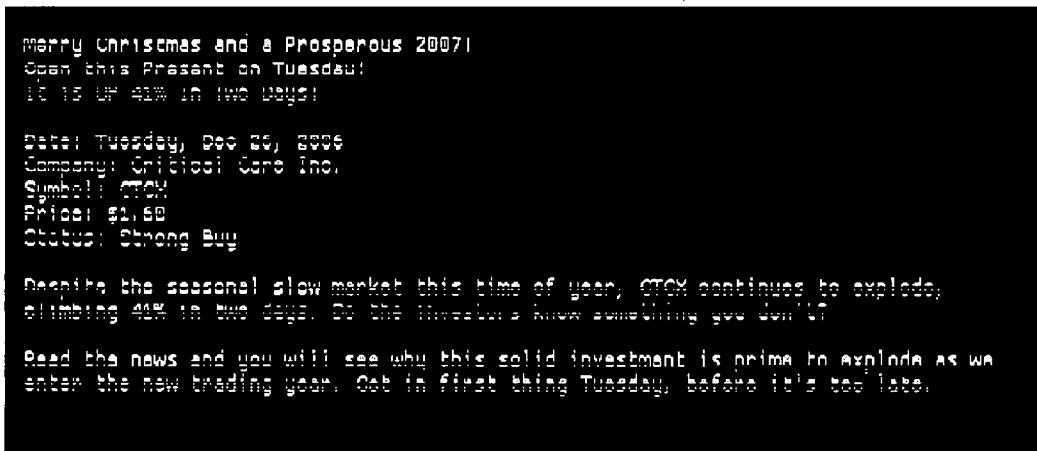 Merry Christmas and a Prosperous 2007!
Open this Present on Tuesday!
It is UP 41% in Two Days!
Date: Tuesday, Dec 26, 2006
Company: Critical Care Inc.
Symbol: CTCX
Price: $1.60
Status: Strong Buy
Despite the seasonal slow market this time of year, CTCX continues to explode,
climbing 41% in two days. Do the investors know something you don't?
Read the news and you will see why this solid investment is prime to explode as we
enter the new trading year. Get in first thing Tuesday, before it's too late.